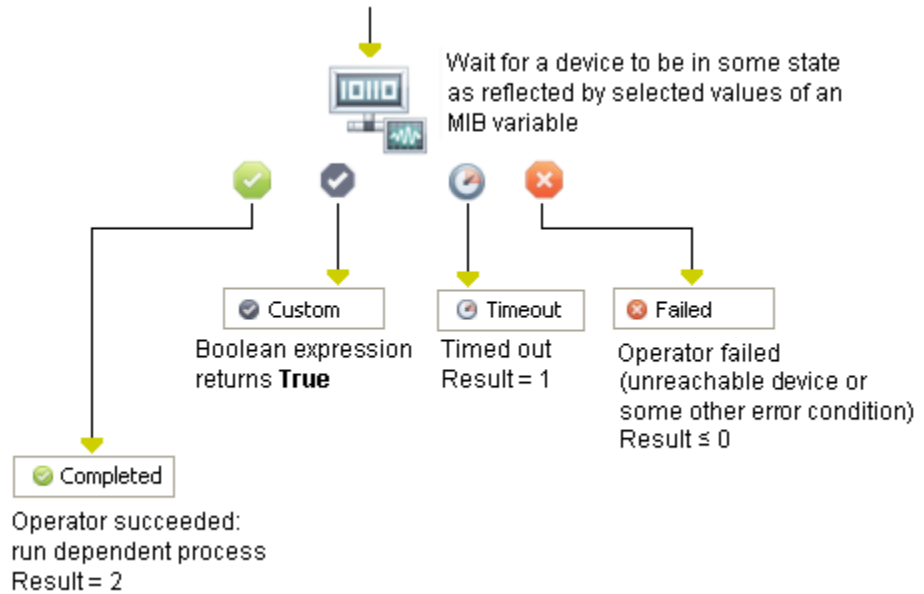 Wait for a device to be in some state
as reflected by selected values of an
MIB variable
10110
Custom
Boolean expression
returns True
Timeout
Timed out
Result = 1
Failed
Operator failed
(unreachable device or
some other error condition)
Result ≤ 0
Completed
Operator succeeded:
run dependent process
Result = 2